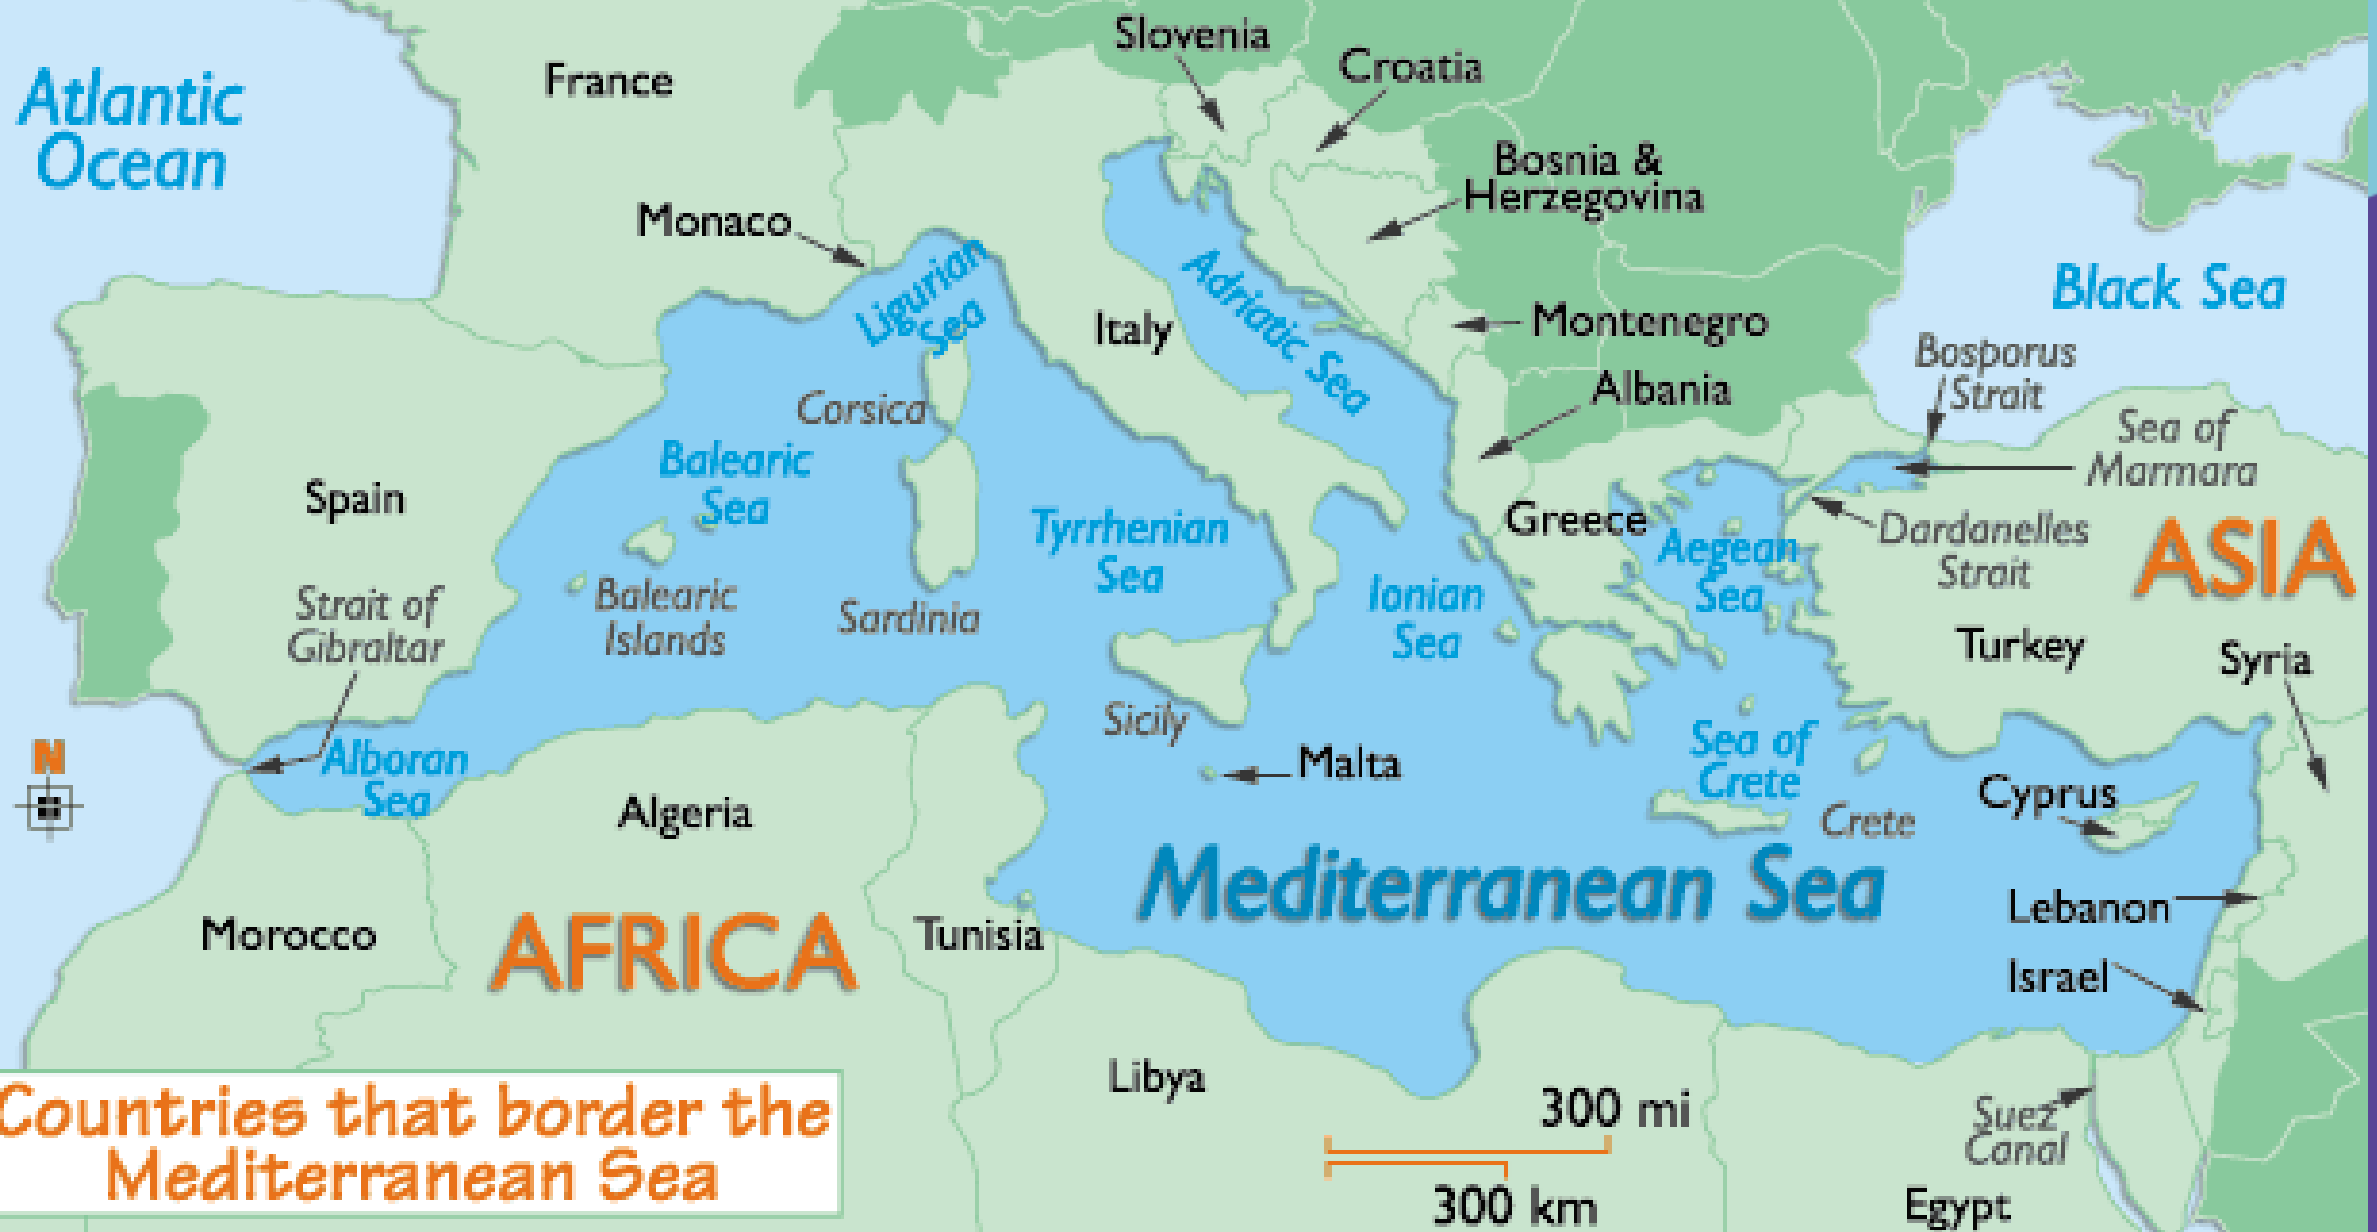 Slovenia
Croatia
France
Atlantic
Ocean
Bosnia &
Herzegovina
Monaco
Ligurian
Sea
Adriatic Sea
Black Sea
Italy
Montenegro
Bosporus
Strait
Albania
Corsica
Sea of
Marmara
Balearic
Sea
Spain
Greece
Tyrrhenian
Sea
Aegean
Sea
Dardanelles
Strait
ASIA
Strait of
Gibraltar
Balearic
Islands
Sardinia
Ionian
Sea
Turkey
Syria
Sicily
N
Alboran
Sea
Malta
Sea of
Crete
Cyprus
Crete
Algeria
Mediterranean Sea
Lebanon
Morocco
AFRICA
Tunisia
Israel
Libya
300 mi
300 km
Suez
Canal
Egypt
Countries that border the
Mediterranean Sea